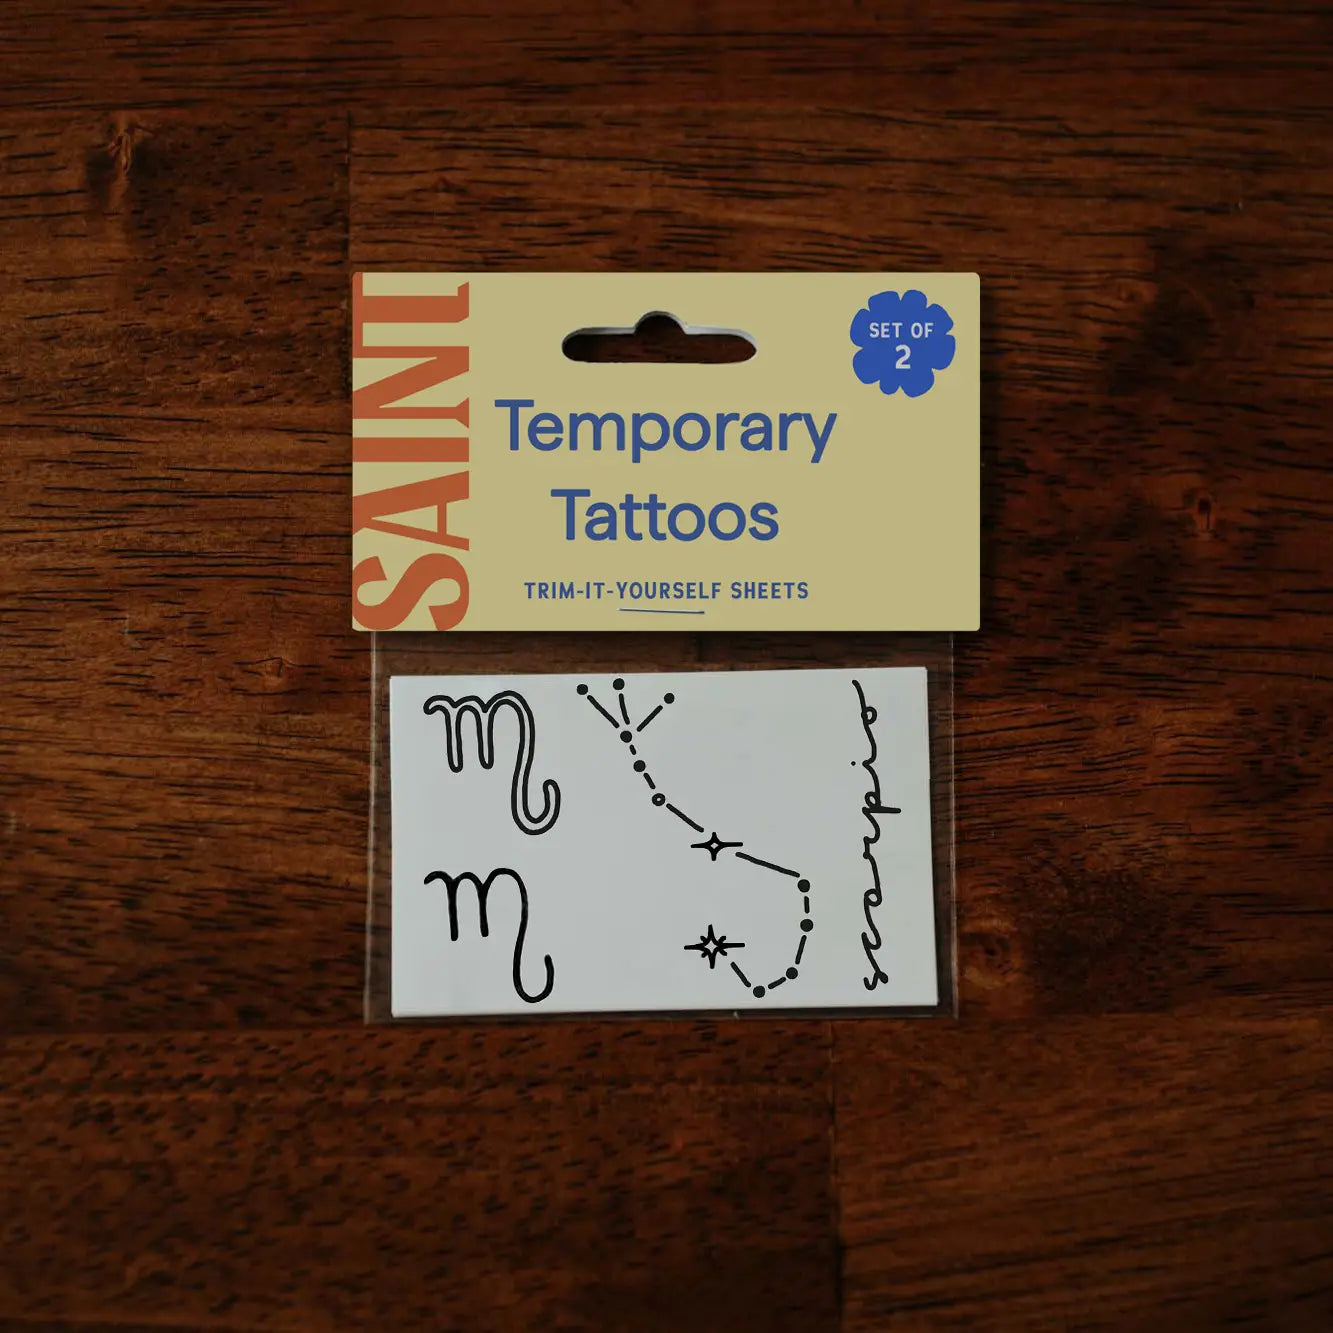 SAINT
SET OF
2
Temporary
Tattoos
TRIM-IT-YOURSELF SHEETS
scorpio